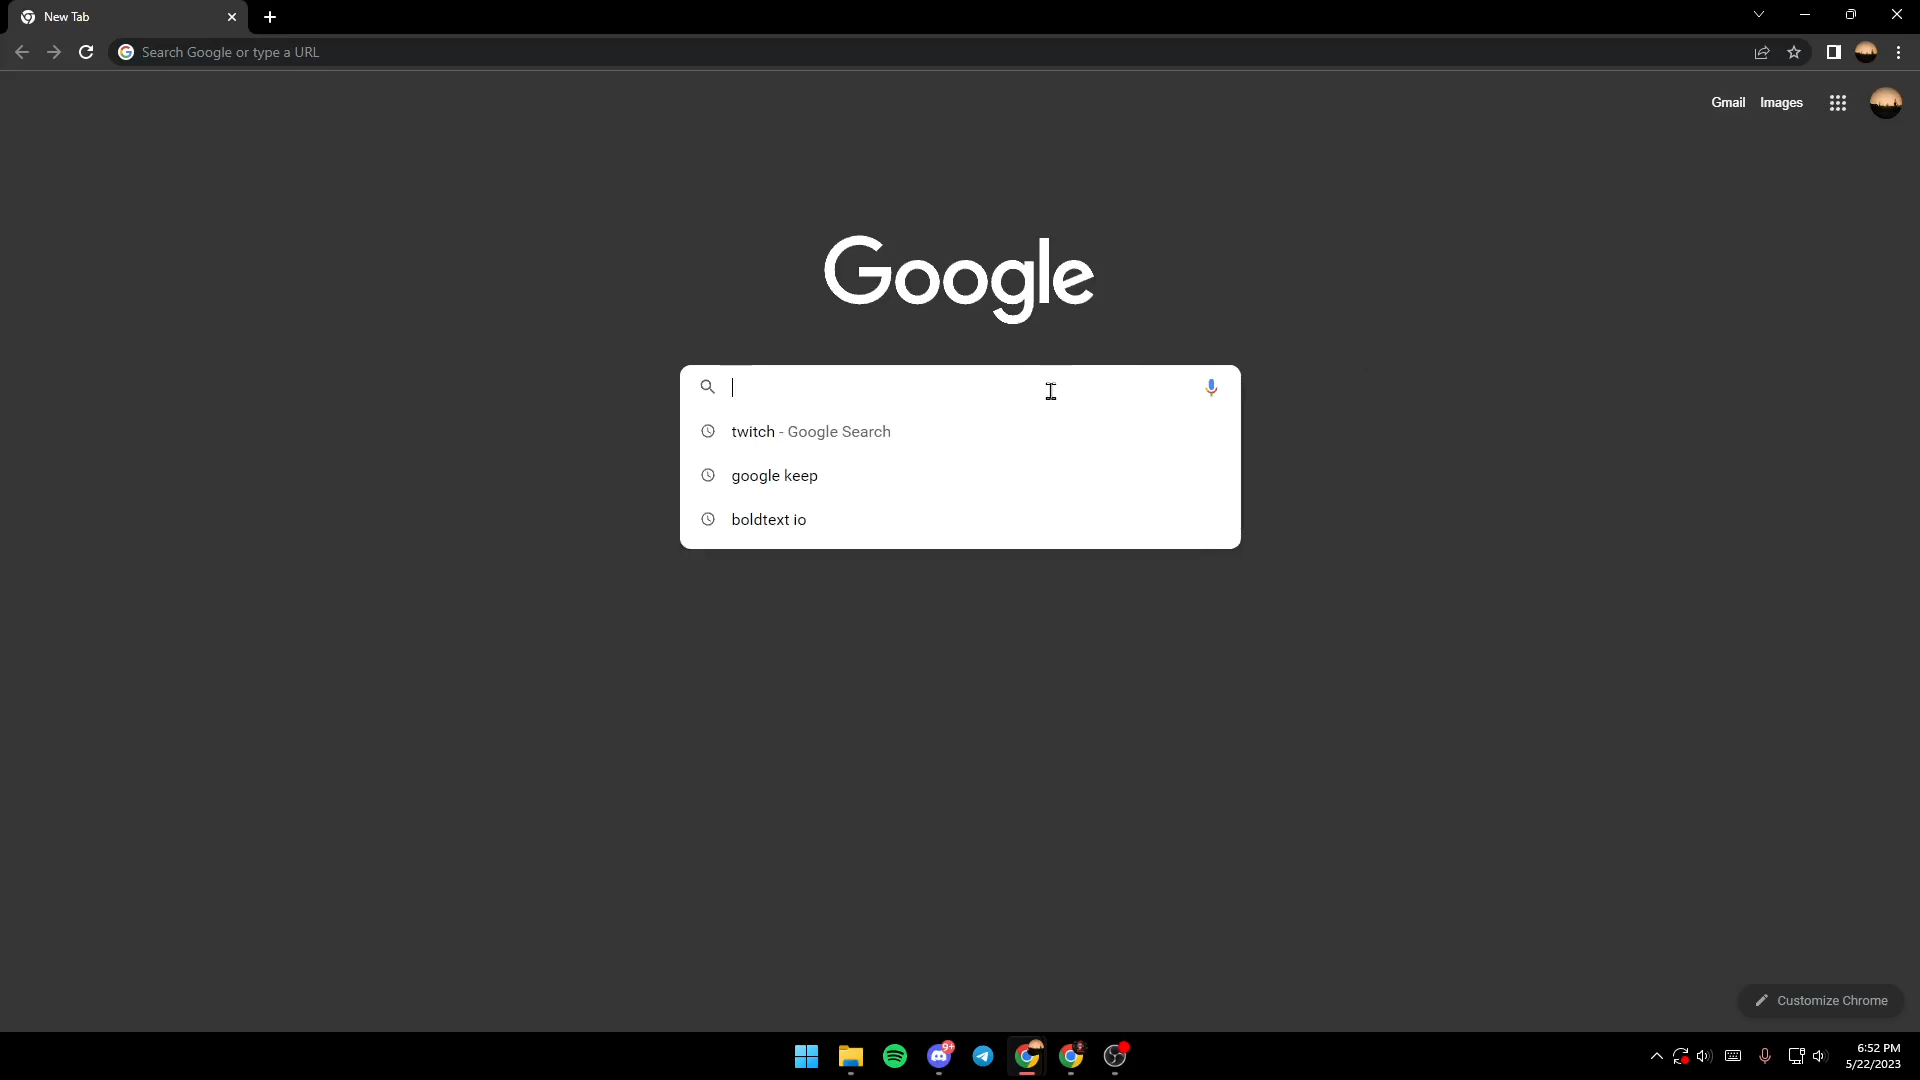 New Tab
Search Google or type a URL
Gmail Images
Google
twitch - Google Search
google keep
boldtext io
Customize Chrome
9+
6:52 PM
5/22/2023